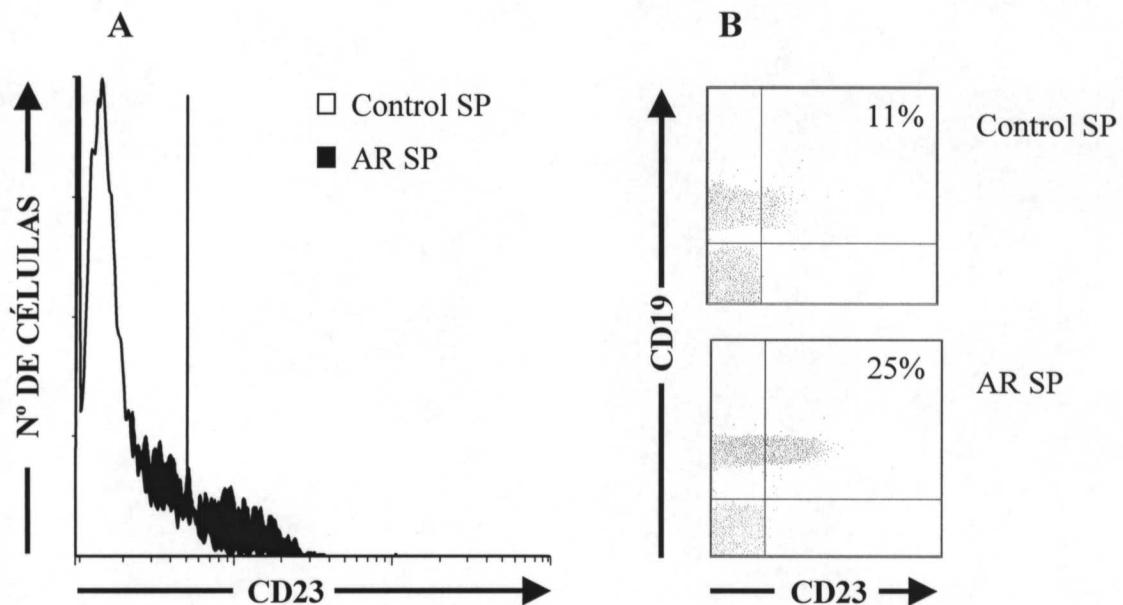 A
B
Nº DE CÉLULAS
Control SP
AR SP
CD23
CD19
11%
Control SP
25%
AR SP
CD23